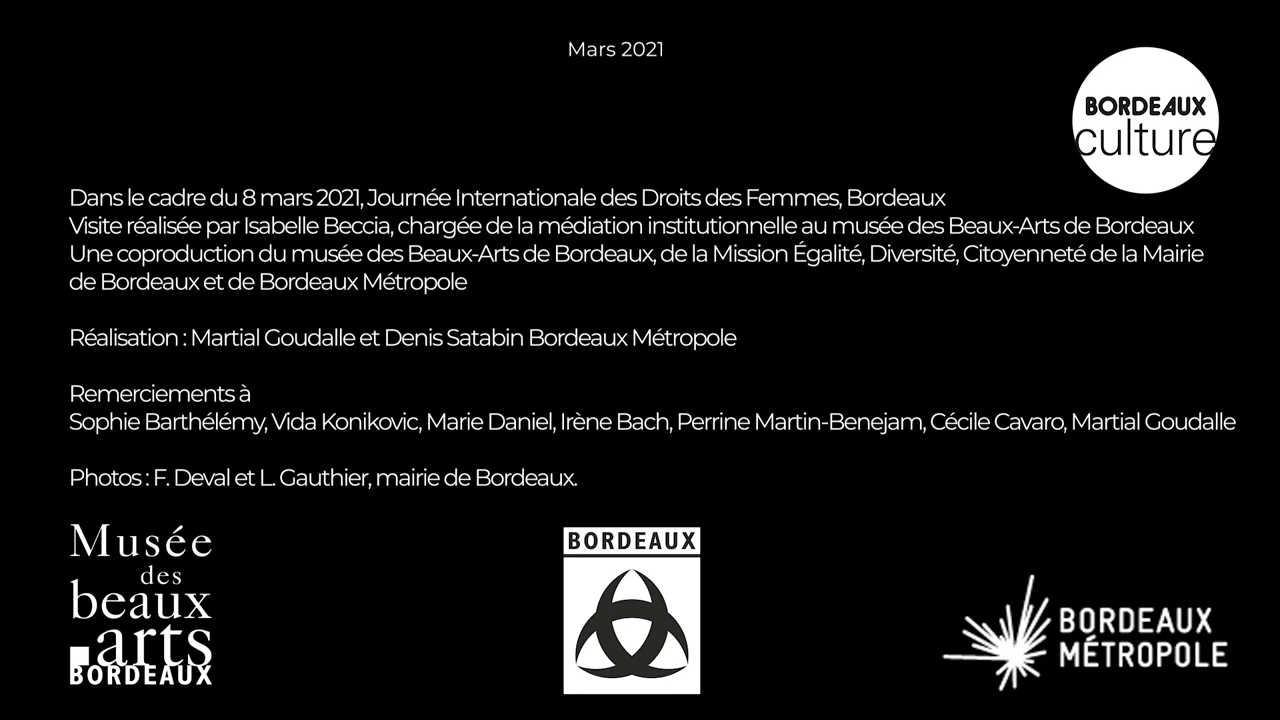 Mars 2021
BORDEAUX
culture
Dans le cadre du 8 mars 2021, Journée Internationale des Droits des Femmes, Bordeaux
Visite réalisée par Isabelle Beccia, chargée de la médiation institutionnelle au musée des Beaux-Arts de Bordeaux
Une coproduction du musée des Beaux-Arts de Bordeaux, de la Mission Égalité, Diversité, Citoyenneté de la Mairie
de Bordeaux et de Bordeaux Métropole
Réalisation : Martial Goudalle et Denis Satabin Bordeaux Métropole
Remerciements à
Sophie Barthélémy, Vida Konikovic, Marie Daniel, Irène Bach, Perrine Martin-Benejam, Cécile Cavaro, Martial Goudalle
Photos : F. Deval et L. Gauthier, mairie de Bordeaux.
Musée
des
beaux
.arts
BORDEAUX
BORDEAUX
BORDEAUX
MÉTROPOLE